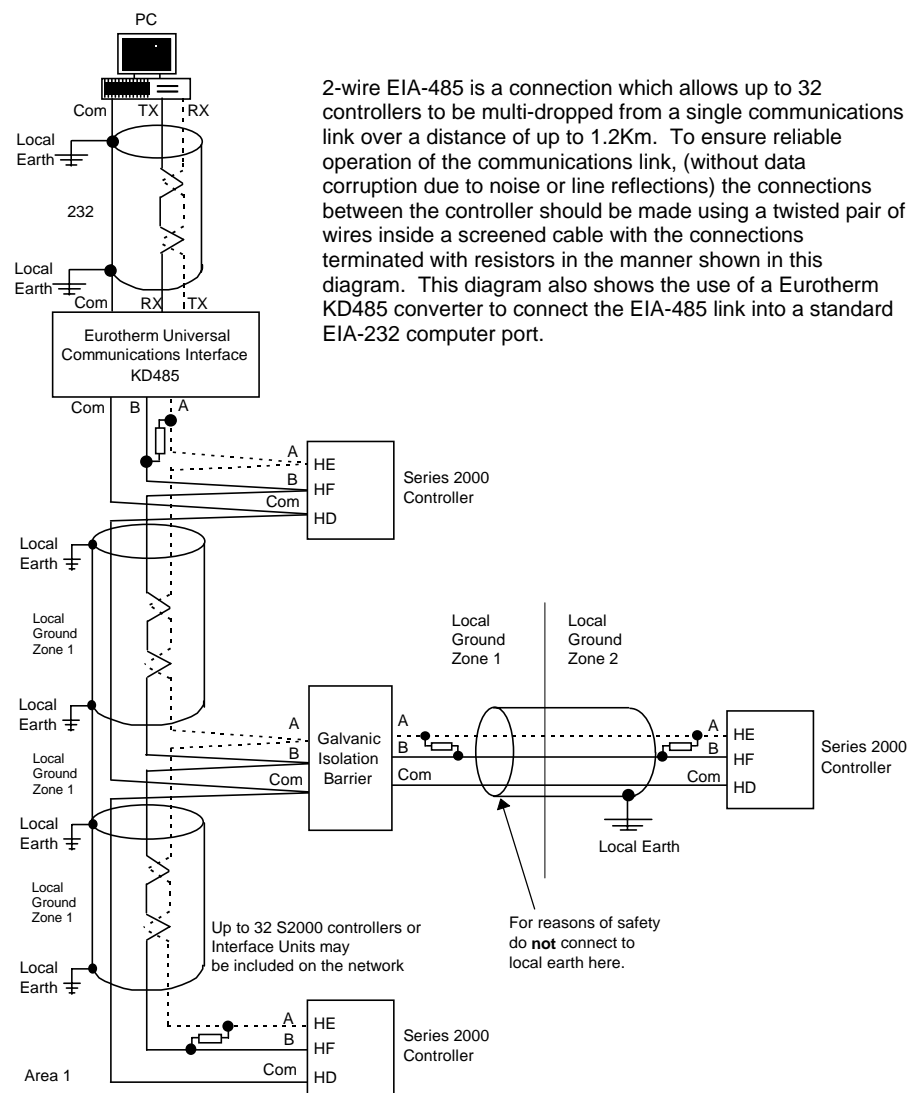 PC
2-wire EIA-485 is a connection which allows up to 32
controllers to be multi-dropped from a single communications
link over a distance of up to 1.2Km. To ensure reliable
operation of the communications link, (without data
corruption due to noise or line reflections) the connections
between the controller should be made using a twisted pair of
wires inside a screened cable with the connections
terminated with resistors in the manner shown in this
diagram. This diagram also shows the use of a Eurotherm
KD485 converter to connect the EIA-485 link into a standard
EIA-232 computer port.
Com TX RX
Local
Earth
232
Local
Earth
Com RX TX
Eurotherm Universal
Communications Interface
KD485
Com B A
A HE
B HF
Com HD
Series 2000
Controller
Local
Earth
Local
Ground
Zone 1
Local
Earth
Local
Ground
Zone 1
Local
Ground
Zone 2
A
B
Com
Galvanic
Isolation
Barrier
A
B
Com
A HE
B HF
Com HD
Series 2000
Controller
Local
Ground
Zone 1
Local
Earth
Local Earth
Local
Ground
Zone 1
For reasons of safety
do not connect to
local earth here.
Up to 32 S2000 controllers or
Interface Units may
be included on the network
Local
Earth
A HE
B HF
Com HD
Series 2000
Controller
Area 1